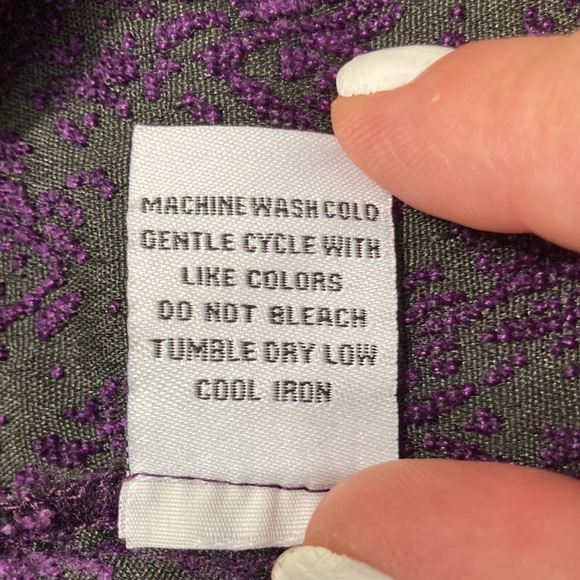 MACHINE WASH COLD
GENTLE CYCLE WITH
LIKE COLORS
DO NOT BLEACH
TUMBLE DRY LOW
COOL IRON